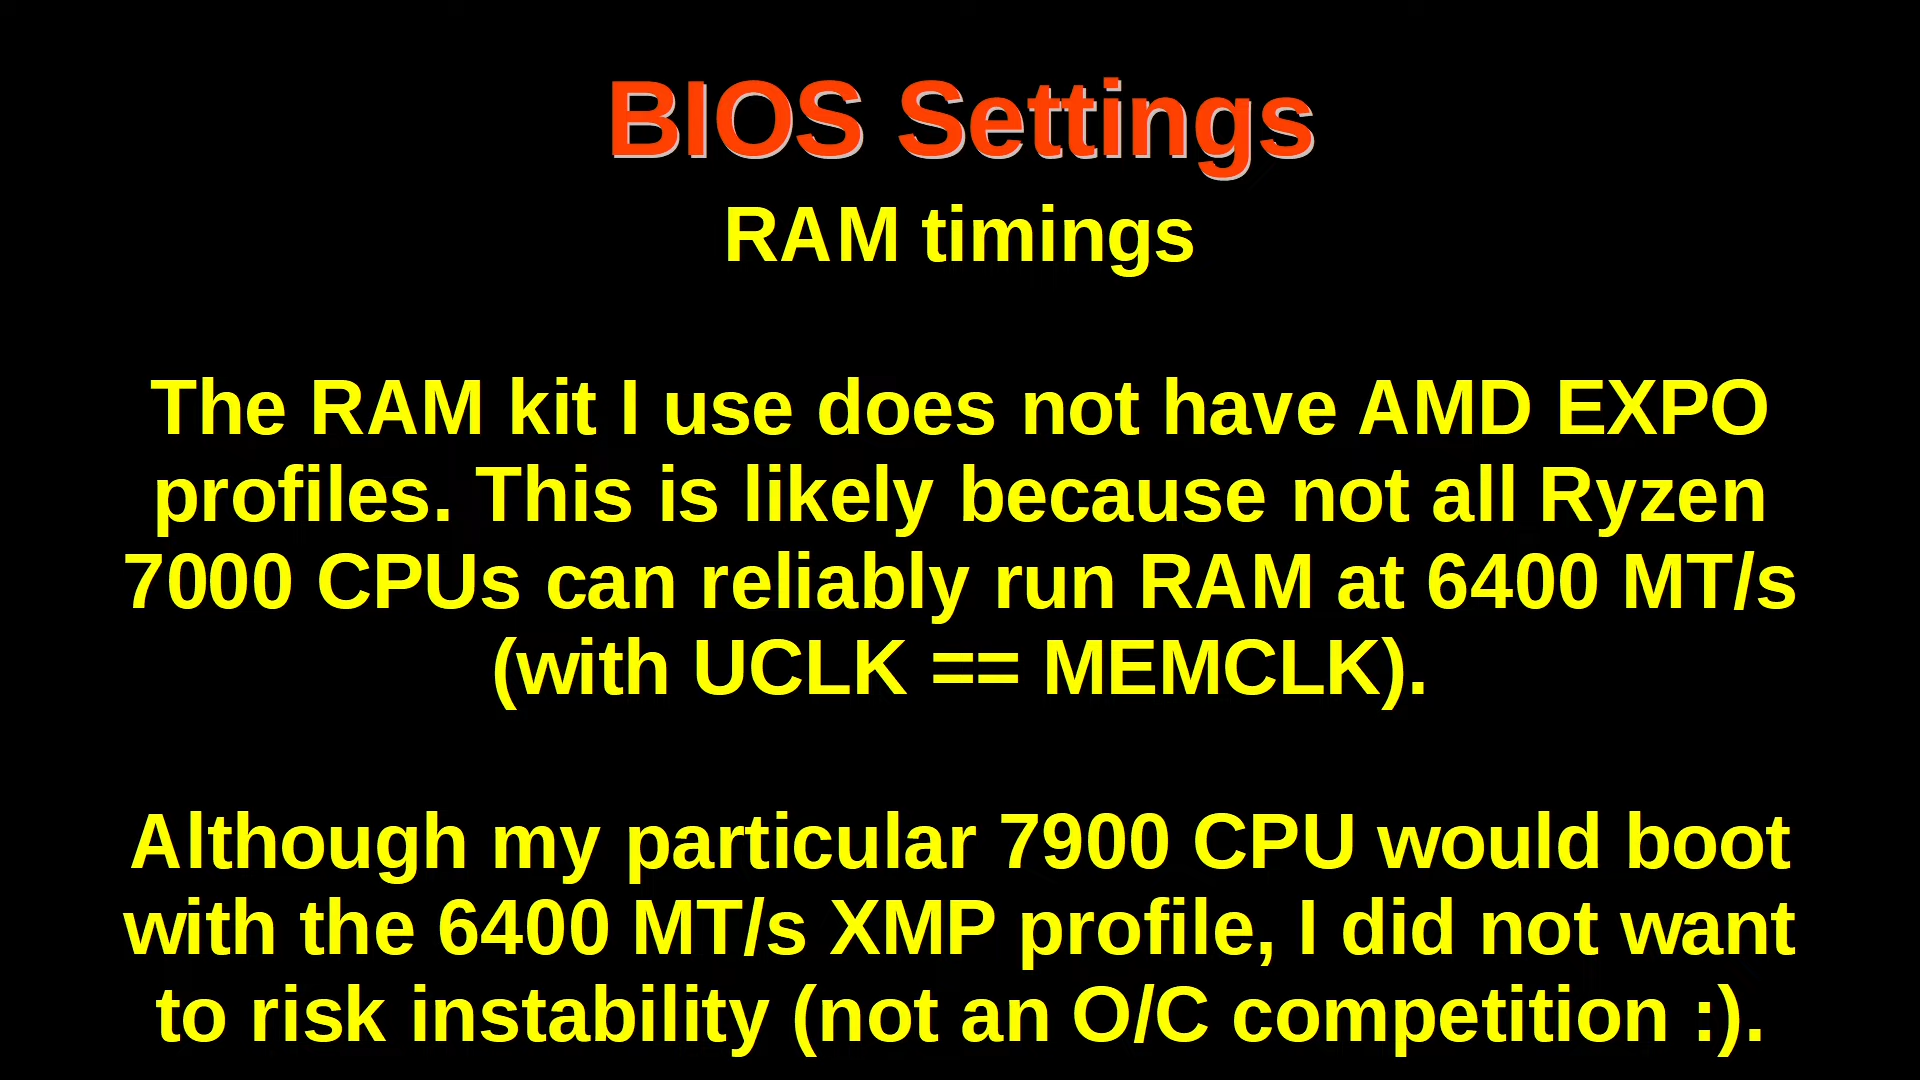 BIOS Settings
RAM timings
The RAM kit I use does not have AMD EXPO
profiles. This is likely because not all Ryzen
7000 CPUs can reliably run RAM at 6400 MT/s
(with UCLK == MEMCLK).
Although my particular 7900 CPU would boot
with the 6400 MT/s XMP profile, I did not want
to risk instability (not an O/C competition :).